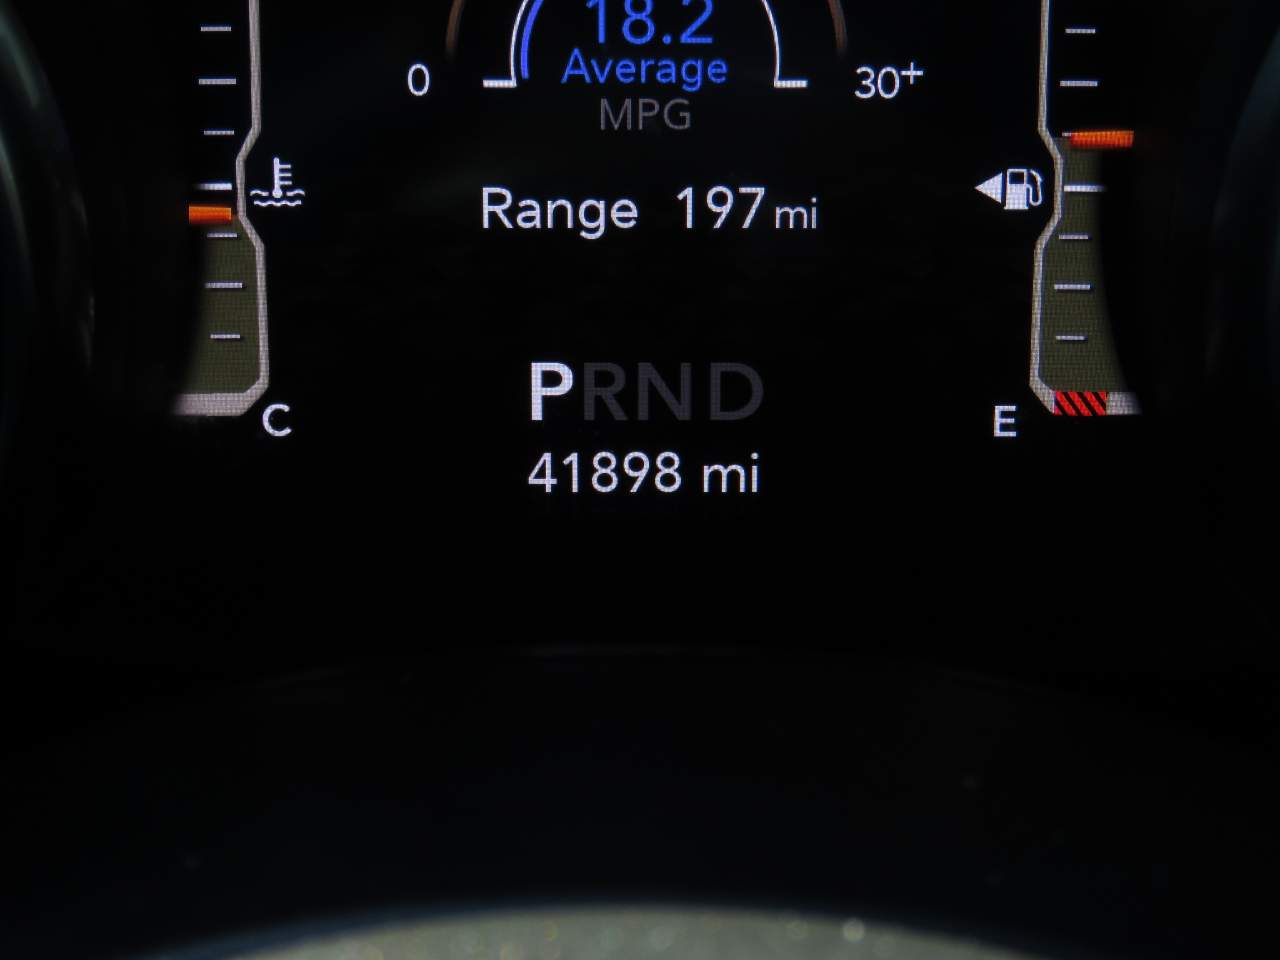 18.2
Average
0 30+
MPG
Range 197 mi
PRND
C E
41898 mi